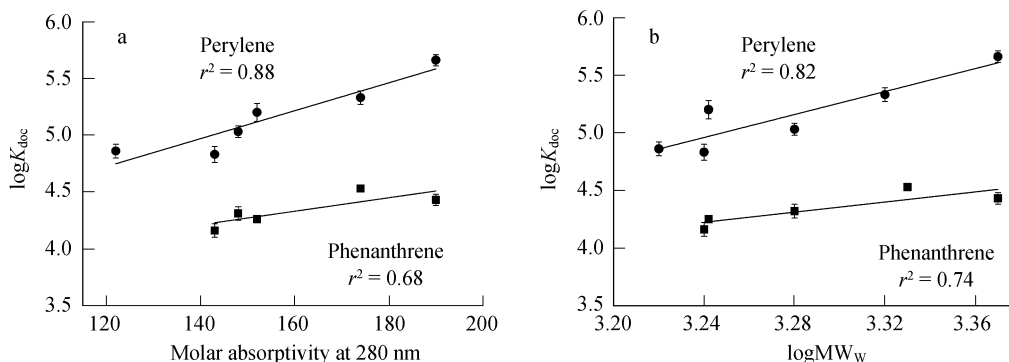 a
Perylene
r² = 0.88
Phenanthrene
r² = 0.68
6.0
5.5
5.0
4.5
4.0
3.5
logKdoc
120 140 160 180 200
Molar absorptivity at 280 nm
b
Perylene
r² = 0.82
Phenanthrene
r² = 0.74
6.0
5.5
5.0
4.5
4.0
3.5
logKdoc
3.20 3.24 3.28 3.33 3.36
logMWW